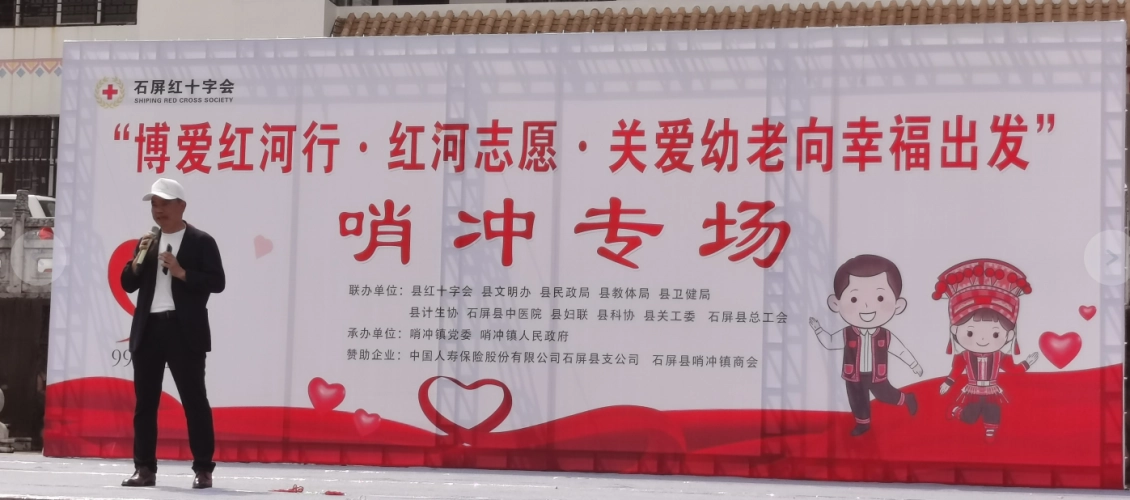 石屏红十字会
SHIPING RED CROSS SOCIETY
“博爱红河行·红河志愿·关爱幼老向幸福出发”
哨冲专场
联办单位：县红十字会 县文明办 县民政局 县教体局 县卫健局
县计生协 石屏县中医院 县妇联 县科协 县关工委 石屏县总工会
承办单位：哨冲镇党委 哨冲镇人民政府
赞助企业：中国人寿保险股份有限公司石屏县支公司 石屏县哨冲镇商会
99